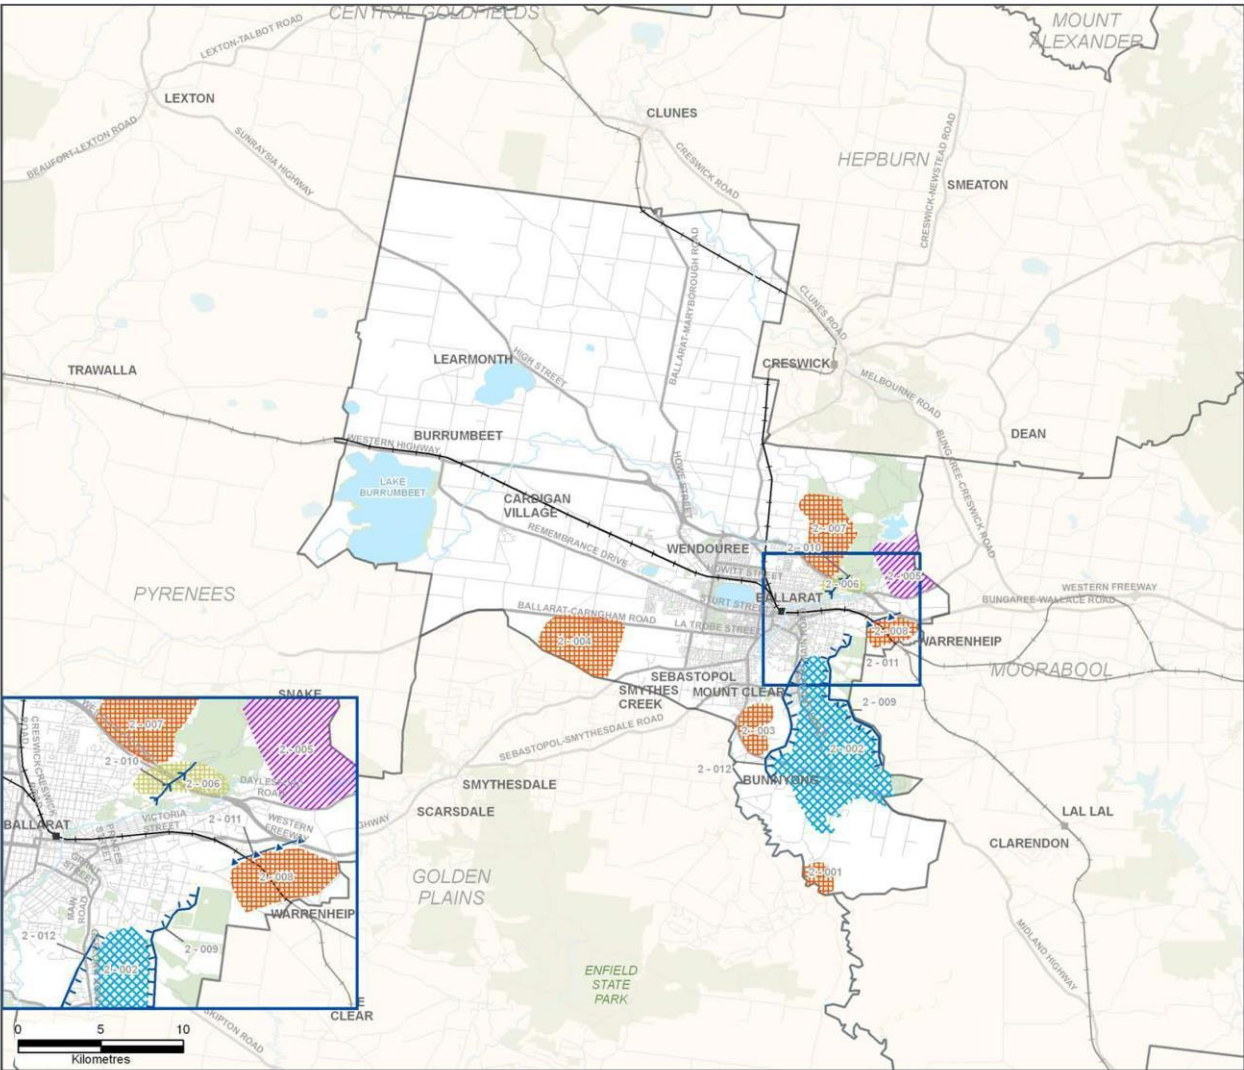 CENTRAL GOLDFIELDS
MOUNT
ALEXANDER
LEXTON-TALBOT ROAD
LEXTON
BEAUFORT-LEXTON ROAD
SUNRAYSIA HIGHWAY
CLUNES
CRESWICK ROAD
HEPBURN
CRESWICK-NEWSTEAD ROAD
SMEATON
BALLARAT-MARYBOROUGH ROAD
CLUNES ROAD
TRAWALLA
LEARMONTH
HIGH STREET
CRESWICK
MELBOURNE ROAD
BURRUMBEET
WESTERN HIGHWAY
DEAN
BUNGAREE-CRESWICK ROAD
HOWE STREET
LAKE
BURRUMBEET
CARDIGAN
VILLAGE
REMEMBRANCE DRIVE
2 - 007
WENDOUREE
2 - 010
HOWITT STREET
2 - 005
2 - 006
PYRENEES
WESTERN FREEWAY
BUNGAREE-WALLACE ROAD
STURT STREET
BALLARAT
BALLARAT-CARNGHAM ROAD
LA TROBE STREET
2 - 004
2 - 008
WARRENHEIP
2 - 011
MOORABOOL
SEBASTOPOL
SMYTHES
CREEK
MOUNT CLEAR
2 - 009
SEBASTOPOL-SMYTHESDALE ROAD
2 - 003
2 - 002
2 - 012
BUNINYONG
SMYTHESDALE
SCARSDALE
LAL LAL
CLARENDON
GOLDEN
PLAINS
2 - 001
MIDLAND HIGHWAY
ENFIELD
STATE
PARK
SNAKE
2 - 007
CRESWICK ROAD
2 - 005
2 - 010
2 - 006
VICTORIA
STREET
2 - 011
WESTERN
FREEWAY
BALLARAT
2 - 008
MAIN
ROAD
WARRENHEIP
2 - 012
2 - 009
2 - 002
GHWAY
E
CLEAR
SKIPTON ROAD
0 5 10
Kilometres